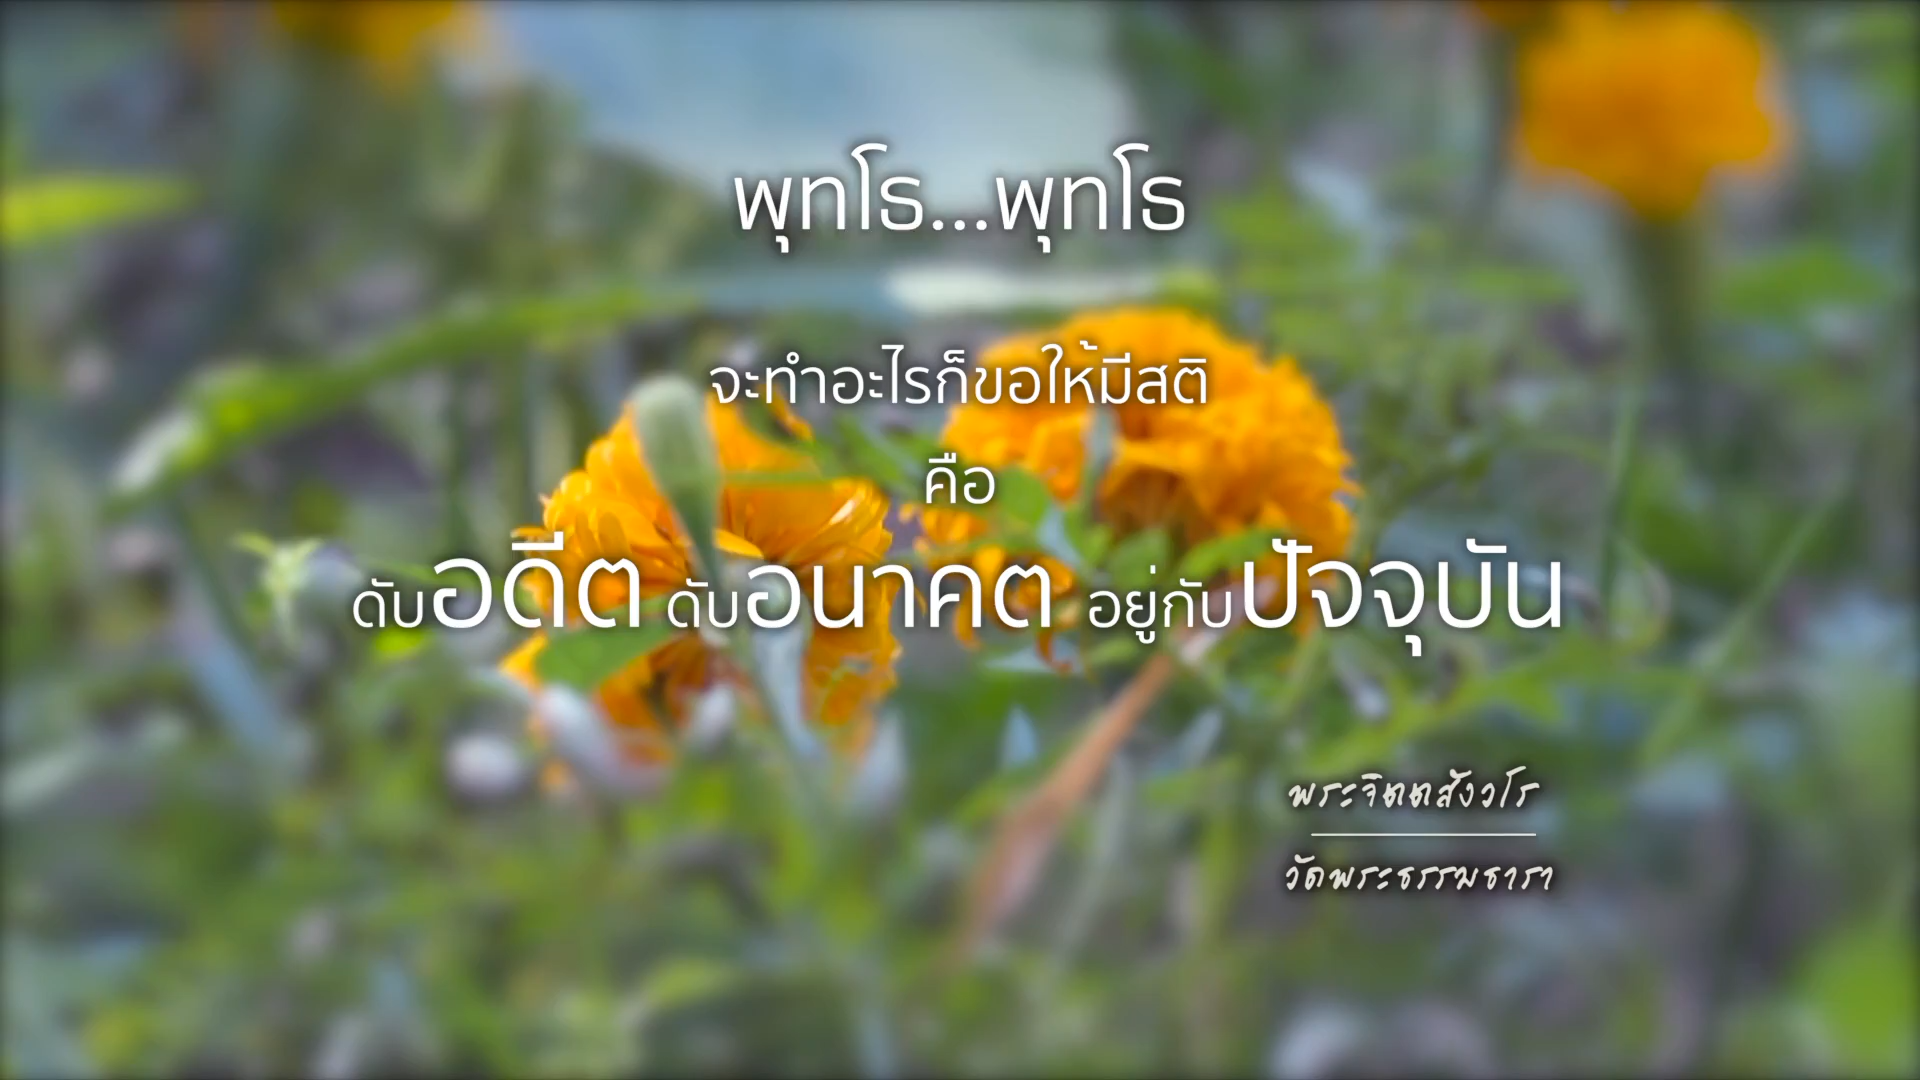 พุทโธ...พุทโธ
จะทำอะไรก็ขอให้มีสติ
คือ
ดับอดีต ดับอนาคต อยู่กับปัจจุบัน
พระจิตตสังวโร
วัดพระธรรมธารา